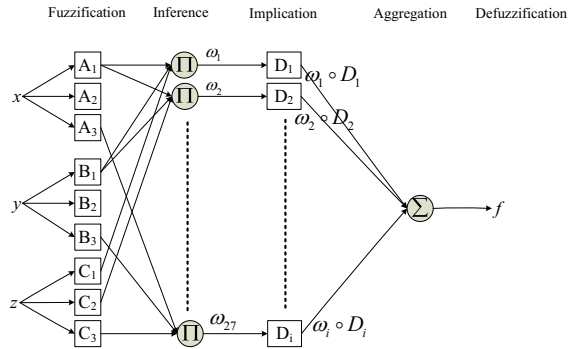 Fuzzification Inference Implication Aggregation Defuzzification
A1 Π ω1 D1 ω1 ∘ D1
x A2 Π ω2 D2 ω2 ∘ D2
A3
B1
y B2 Σ f
B3
C1
z C2
C3 Π ω27 Di ωi ∘ Di